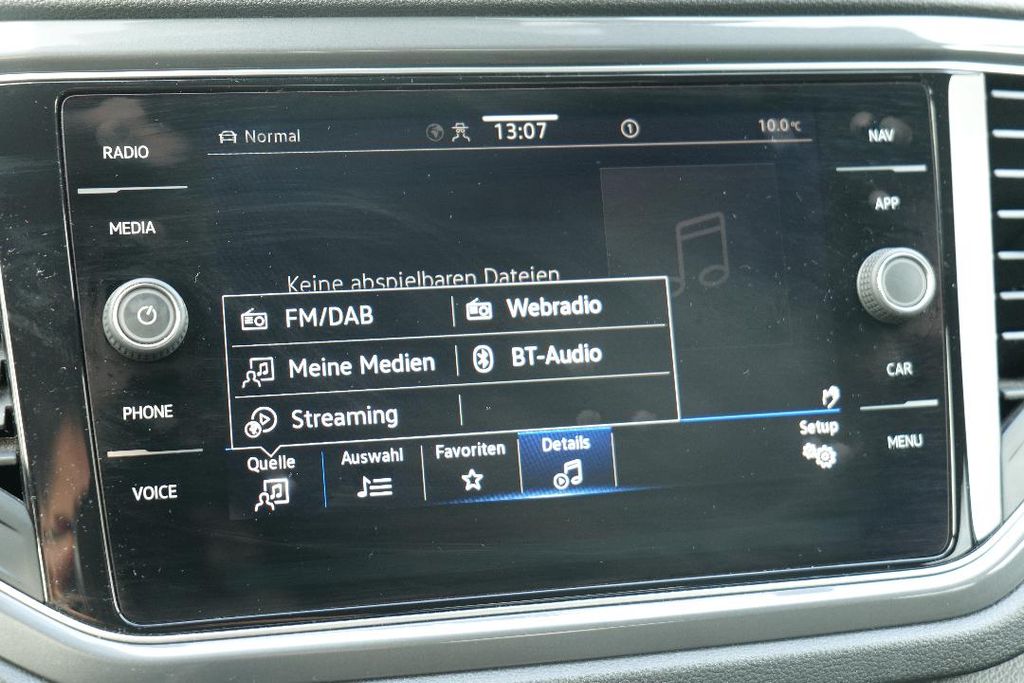 RADIO
MEDIA
PHONE
VOICE
Normal
13:07
1
10.0°C
Keine abspielbaren Dateien
FM/DAB
Webradio
Meine Medien
BT-Audio
Streaming
Quelle
Auswahl
Favoriten
Details
Setup
NAV
APP
CAR
MENU